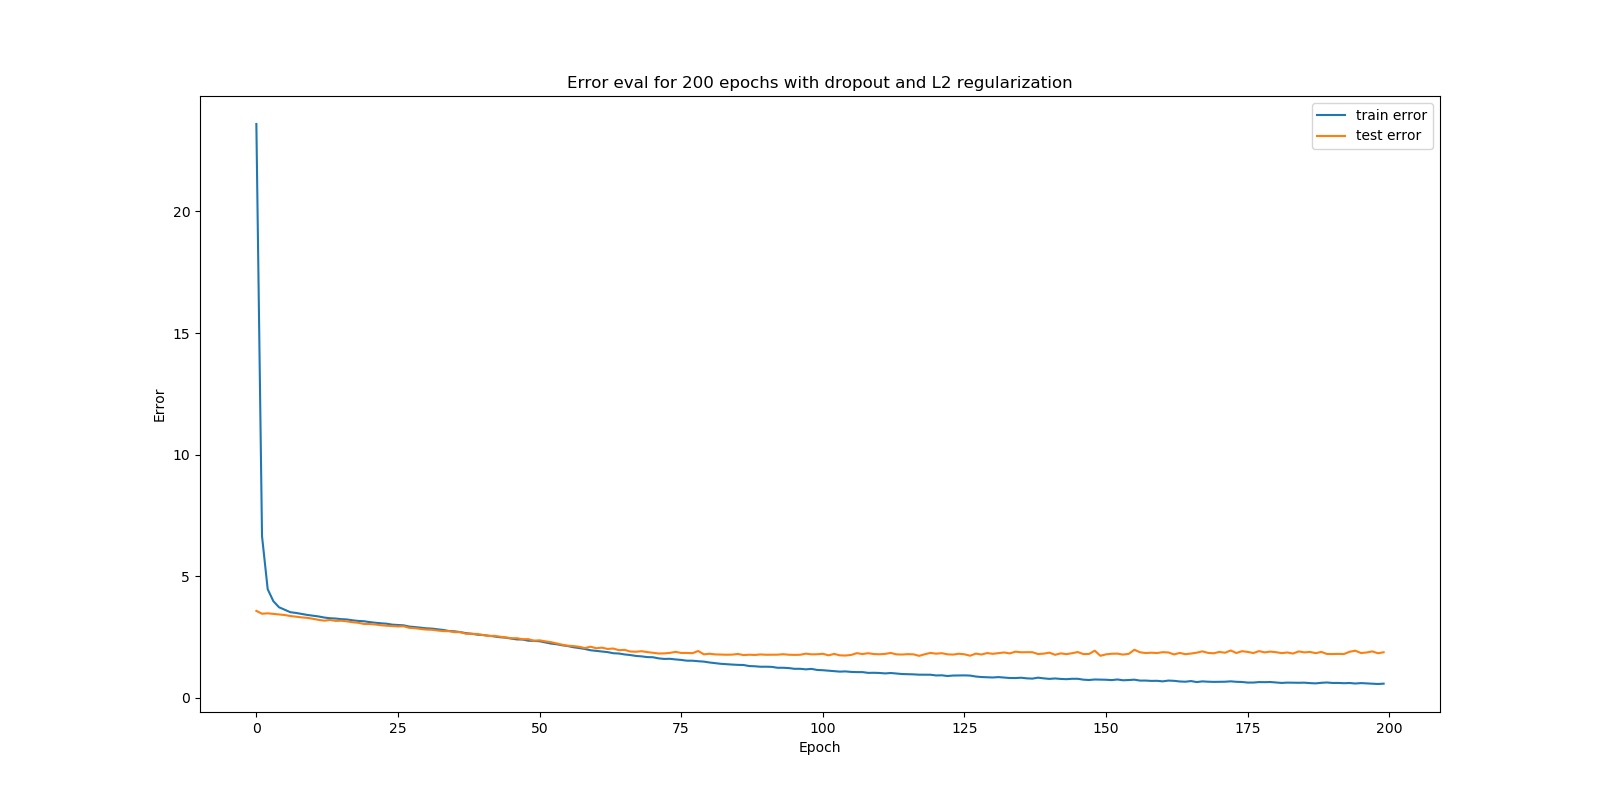 Error eval for 200 epochs with dropout and L2 regularization
train error
test error
20
15
10
5
0
Error
0 25 50 75 100 125 150 175 200
Epoch